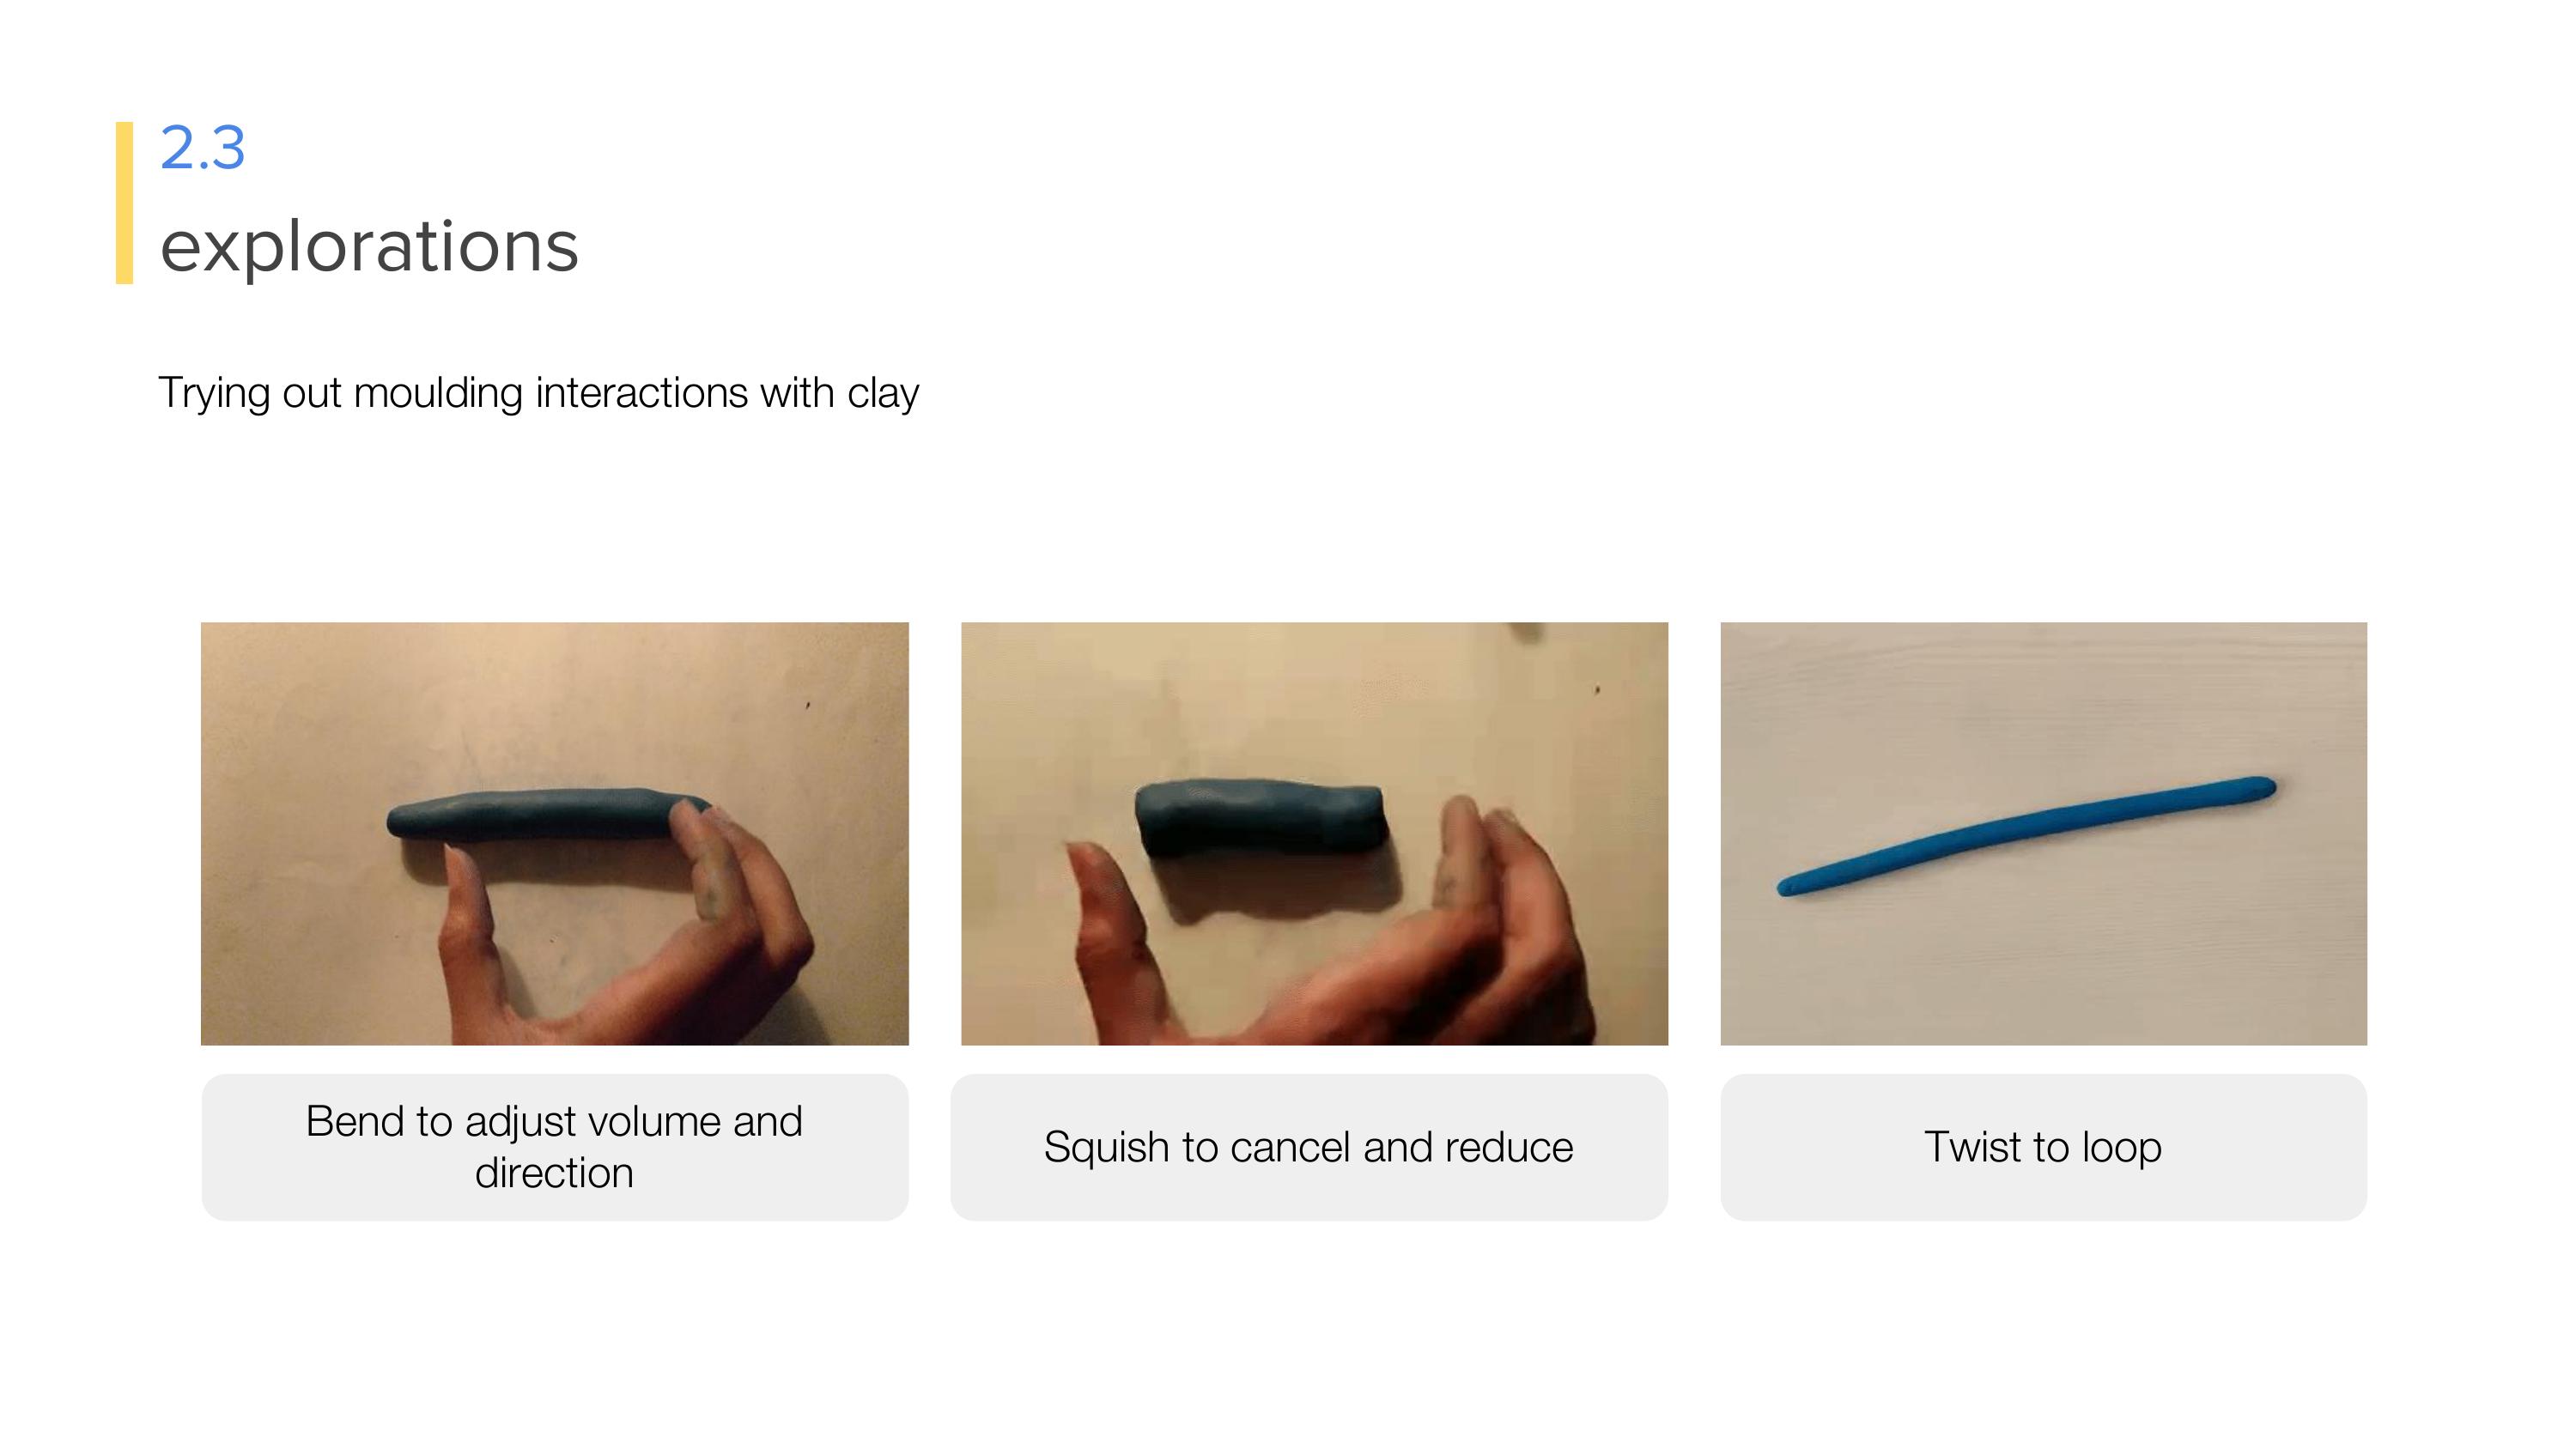 2.3
explorations
Trying out moulding interactions with clay
Bend to adjust volume and
direction
Squish to cancel and reduce
Twist to loop